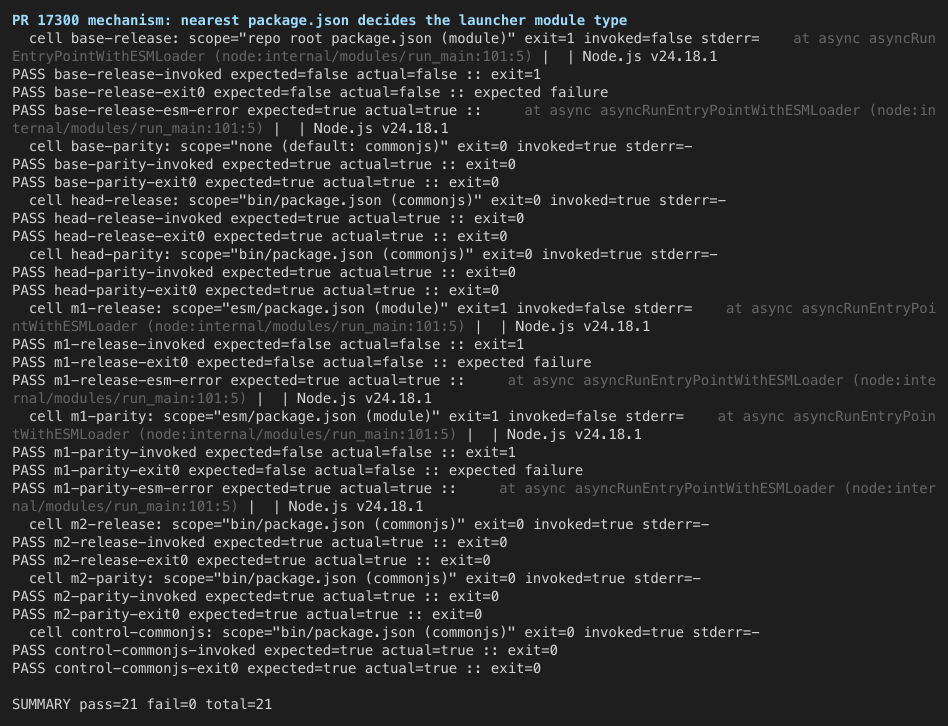 PR 17300 mechanism: nearest package.json decides the launcher module type
  cell base-release: scope="repo root package.json (module)" exit=1 invoked=false stderr=    at async asyncRun
EntryPointWithESMLoader (node:internal/modules/run_main:101:5) |  | Node.js v24.18.1
PASS base-release-invoked expected=false actual=false :: exit=1
PASS base-release-exit0 expected=false actual=false :: expected failure
PASS base-release-esm-error expected=true actual=true ::     at async asyncRunEntryPointWithESMLoader (node:in
ternal/modules/run_main:101:5) |  | Node.js v24.18.1
  cell base-parity: scope="none (default: commonjs)" exit=0 invoked=true stderr=–
PASS base-parity-invoked expected=true actual=true :: exit=0
PASS base-parity-exit0 expected=true actual=true :: exit=0
  cell head-release: scope="bin/package.json (commonjs)" exit=0 invoked=true stderr=–
PASS head-release-invoked expected=true actual=true :: exit=0
PASS head-release-exit0 expected=true actual=true :: exit=0
  cell head-parity: scope="bin/package.json (commonjs)" exit=0 invoked=true stderr=–
PASS head-parity-invoked expected=true actual=true :: exit=0
PASS head-parity-exit0 expected=true actual=true :: exit=0
  cell m1-release: scope="esm/package.json (module)" exit=1 invoked=false stderr=    at async asyncRunEntryPoi
ntWithESMLoader (node:internal/modules/run_main:101:5) |  | Node.js v24.18.1
PASS m1-release-invoked expected=false actual=false :: exit=1
PASS m1-release-exit0 expected=false actual=false :: expected failure
PASS m1-release-esm-error expected=true actual=true ::     at async asyncRunEntryPointWithESMLoader (node:inte
rnal/modules/run_main:101:5) |  | Node.js v24.18.1
  cell m1-parity: scope="esm/package.json (module)" exit=1 invoked=false stderr=    at async asyncRunEntryPoin
tWithESMLoader (node:internal/modules/run_main:101:5) |  | Node.js v24.18.1
PASS m1-parity-invoked expected=false actual=false :: exit=1
PASS m1-parity-exit0 expected=false actual=false :: expected failure
PASS m1-parity-esm-error expected=true actual=true ::     at async asyncRunEntryPointWithESMLoader (node:inter
nal/modules/run_main:101:5) |  | Node.js v24.18.1
  cell m2-release: scope="bin/package.json (commonjs)" exit=0 invoked=true stderr=–
PASS m2-release-invoked expected=true actual=true :: exit=0
PASS m2-release-exit0 expected=true actual=true :: exit=0
  cell m2-parity: scope="bin/package.json (commonjs)" exit=0 invoked=true stderr=–
PASS m2-parity-invoked expected=true actual=true :: exit=0
PASS m2-parity-exit0 expected=true actual=true :: exit=0
  cell control-commonjs: scope="bin/package.json (commonjs)" exit=0 invoked=true stderr=–
PASS control-commonjs-invoked expected=true actual=true :: exit=0
PASS control-commonjs-exit0 expected=true actual=true :: exit=0

SUMMARY pass=21 fail=0 total=21